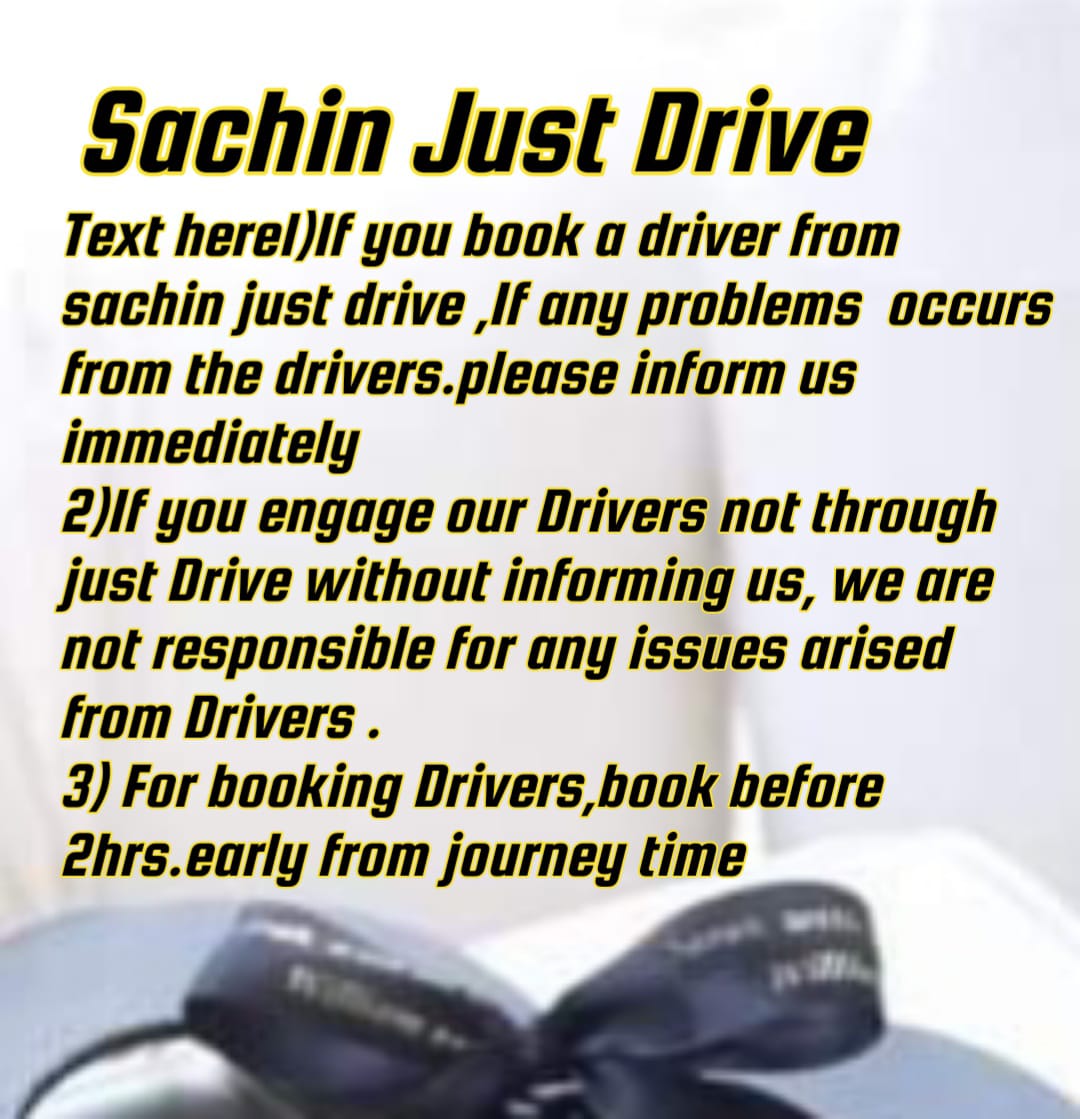 Sachin Just Drive
Text hereI)If you book a driver from
sachin just drive ,If any problems  occurs
from the drivers.please inform us
immediately
2)If you engage our Drivers not through
just Drive without informing us, we are
not responsible for any issues arised
from Drivers .
3) For booking Drivers,book before
2hrs.early from journey time